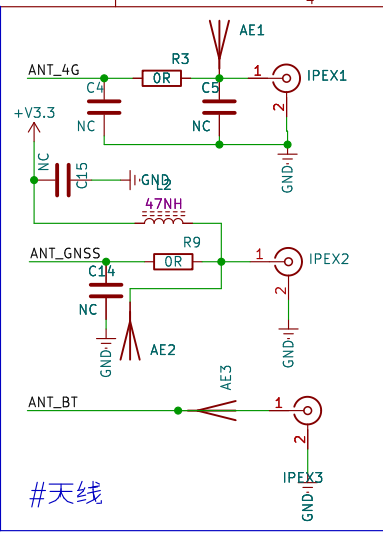 4
AE1
R3
ANT_4G
C4
0R
C5
1
IPEX1
2
+V3.3
NC
NC
NC
C15
GND
GND
L2
47NH
R9
ANT_GNSS
C14
0R
1
IPEX2
2
NC
GND
AE2
GND
AE3
ANT_BT
1
2
IPEX3
GND
#天线